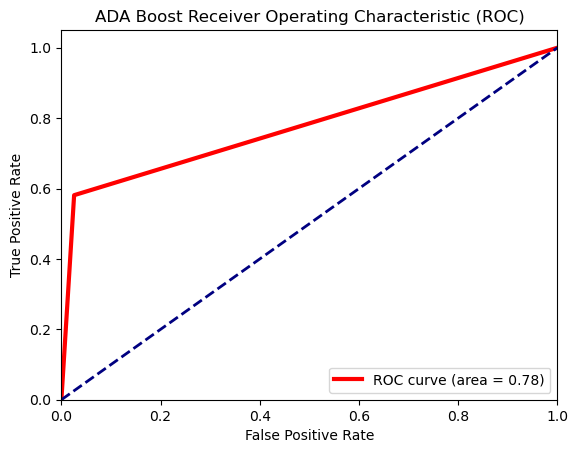 ADA Boost Receiver Operating Characteristic (ROC)
1.0
0.8
0.6
0.4
0.2
0.0
True Positive Rate
ROC curve (area = 0.78)
0.0 0.2 0.4 0.6 0.8 1.0
False Positive Rate